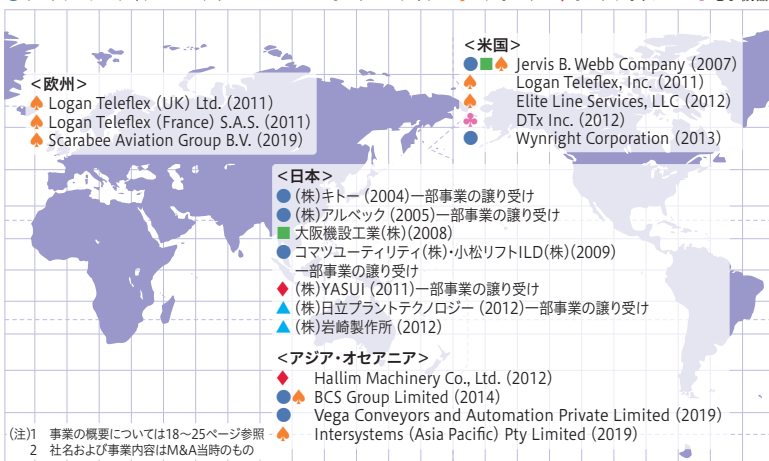 <欧州>
♠ Logan Teleflex (UK) Ltd. (2011)
♠ Logan Teleflex (France) S.A.S. (2011)
♠ Scarabee Aviation Group B.V. (2019)
<米国>
●■♠ Jervis B. Webb Company (2007)
♠ Logan Teleflex, Inc. (2011)
♠ Elite Line Services, LLC (2012)
♣ DTx Inc. (2012)
● Wynright Corporation (2013)
<日本>
● (株)キトー (2004)一部事業の譲り受け
● (株)アルベック (2005)一部事業の譲り受け
■ 大阪機設工業(株)(2008)
● コマツユーティリティ(株)・小松リフトILD(株)(2009)
一部事業の譲り受け
♦ (株)YASUI (2011)一部事業の譲り受け
▲ (株)日立プラントテクノロジー (2012)一部事業の譲り受け
▲ (株)岩崎製作所 (2012)
<アジア・オセアニア>
♦ Hallim Machinery Co., Ltd. (2012)
●♠ BCS Group Limited (2014)
● Vega Conveyors and Automation Private Limited (2019)
♠ Intersystems (Asia Pacific) Pty Limited (2019)
(注)1 事業の概要については18〜25ページ参照
2 社名および事業内容はM&A当時のもの